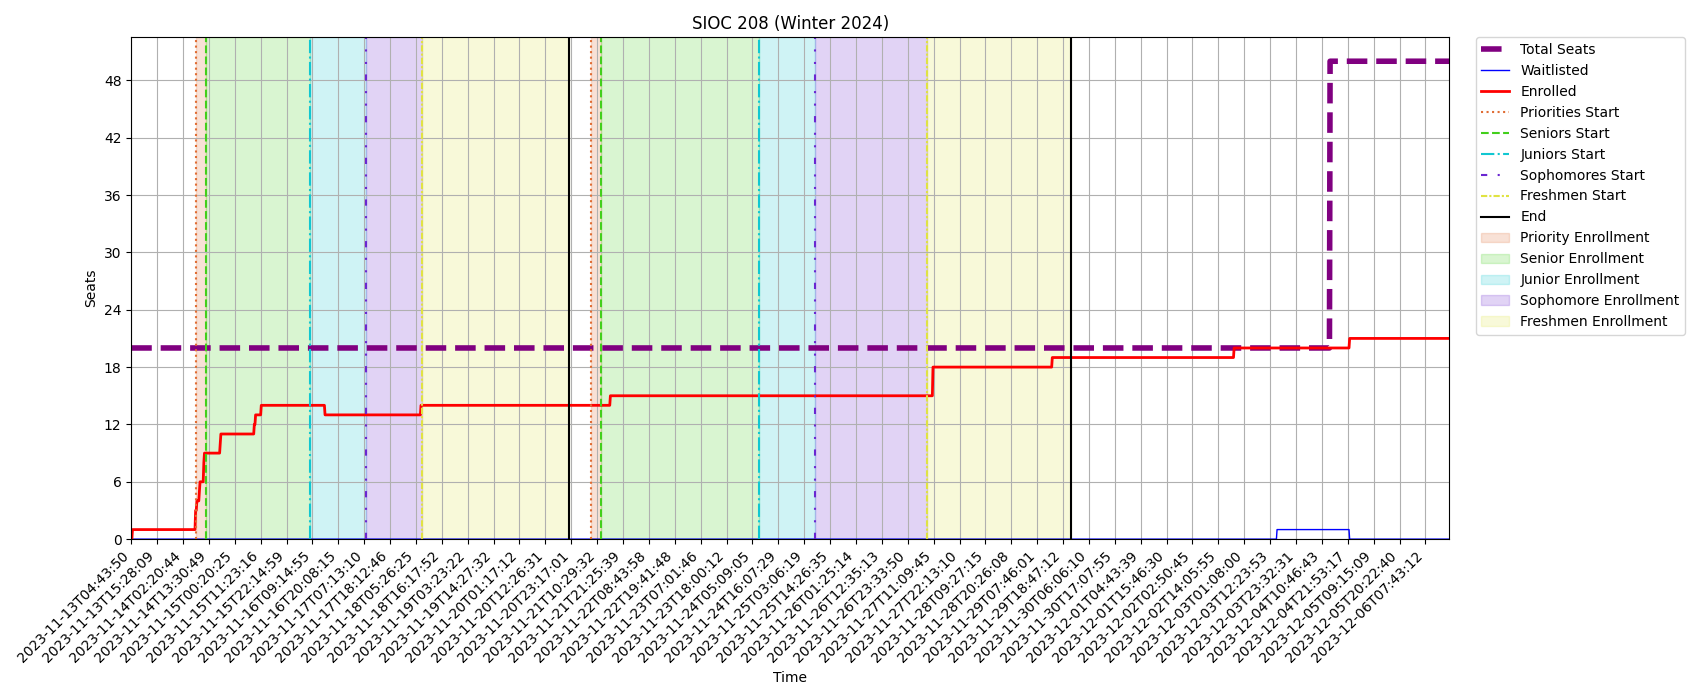 SIOC 208 (Winter 2024)
Total Seats
Waitlisted
Enrolled
Priorities Start
Seniors Start
Juniors Start
Sophomores Start
Freshmen Start
End
Priority Enrollment
Senior Enrollment
Junior Enrollment
Sophomore Enrollment
Freshmen Enrollment
Seats
48
42
36
30
24
18
12
6
0
2023-11-13T04:43:50
2023-11-13T15:28:09
2023-11-14T02:20:44
2023-11-14T13:30:49
2023-11-15T00:20:25
2023-11-15T11:23:16
2023-11-15T22:14:59
2023-11-16T09:14:55
2023-11-16T20:08:15
2023-11-17T07:13:10
2023-11-17T18:12:46
2023-11-18T05:26:25
2023-11-18T16:17:52
2023-11-19T03:23:22
2023-11-19T14:27:32
2023-11-20T01:17:12
2023-11-20T12:26:31
2023-11-20T23:17:01
2023-11-21T10:29:32
2023-11-21T21:25:39
2023-11-22T08:43:58
2023-11-22T19:41:48
2023-11-23T07:01:46
2023-11-23T18:00:12
2023-11-24T05:09:05
2023-11-24T16:07:29
2023-11-25T03:06:19
2023-11-25T14:26:35
2023-11-26T01:25:14
2023-11-26T12:35:13
2023-11-26T23:33:50
2023-11-27T11:09:45
2023-11-27T22:13:10
2023-11-28T09:27:15
2023-11-28T20:26:08
2023-11-29T07:46:01
2023-11-29T18:47:12
2023-11-30T06:06:10
2023-11-30T17:07:55
2023-12-01T04:43:39
2023-12-01T15:46:30
2023-12-02T02:50:45
2023-12-02T14:05:55
2023-12-03T01:08:00
2023-12-03T12:23:53
2023-12-03T23:32:31
2023-12-04T10:46:43
2023-12-04T21:53:17
2023-12-05T09:15:09
2023-12-05T20:22:40
2023-12-06T07:43:12
Time